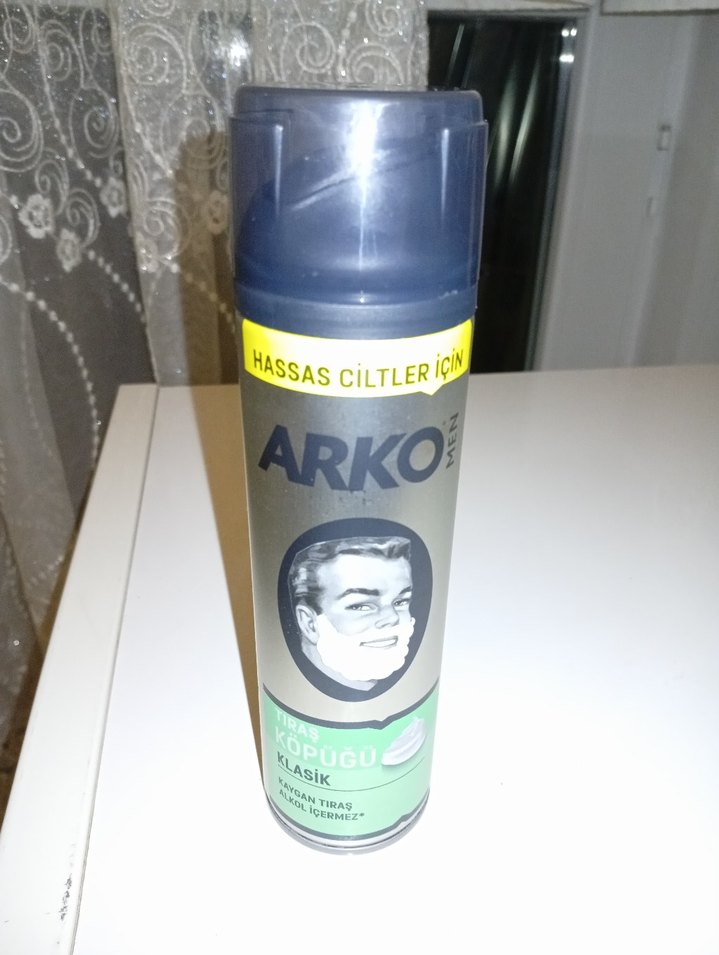 HASSAS CİLTLER İÇİN
ARKO MEN
TIRAŞ
KÖPÜĞÜ
KLASİK
KAYGAN TIRAŞ
ALKOL İÇERMEZ*